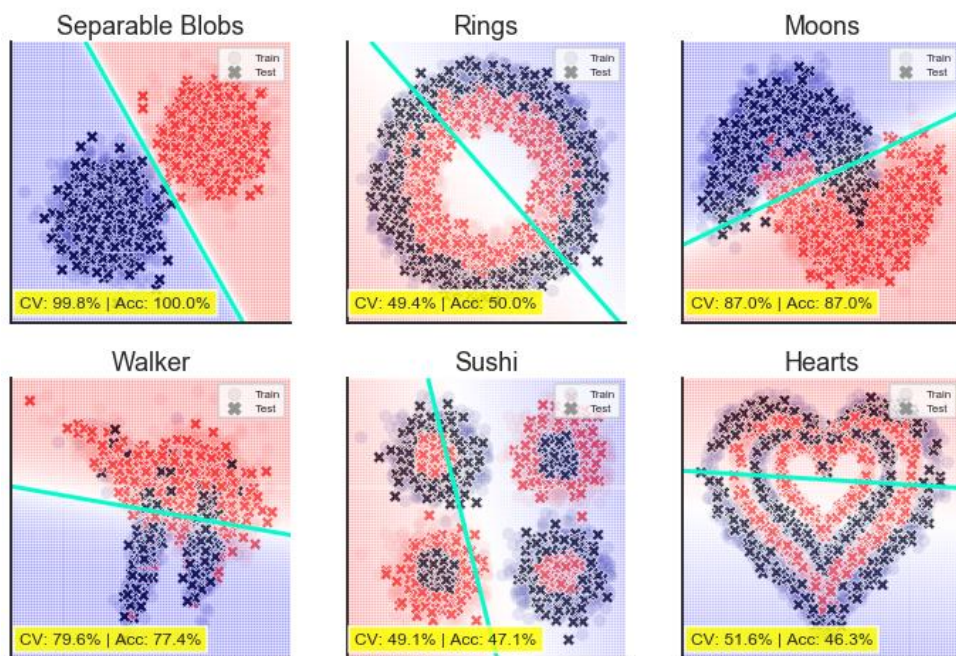 Separable Blobs
Train
Test
CV: 99.8% | Acc: 100.0%
Rings
Train
Test
CV: 49.4% | Acc: 50.0%
Moons
Train
Test
CV: 87.0% | Acc: 87.0%
Walker
Train
Test
CV: 79.6% | Acc: 77.4%
Sushi
Train
Test
CV: 49.1% | Acc: 47.1%
Hearts
Train
Test
CV: 51.6% | Acc: 46.3%